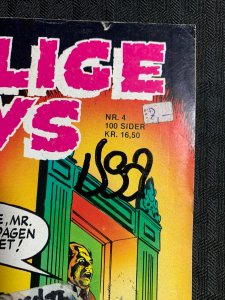 LIGE
YS
NR. 4
100 SIDER
KR. 16,50
E, MR.
PAGEN
ET!